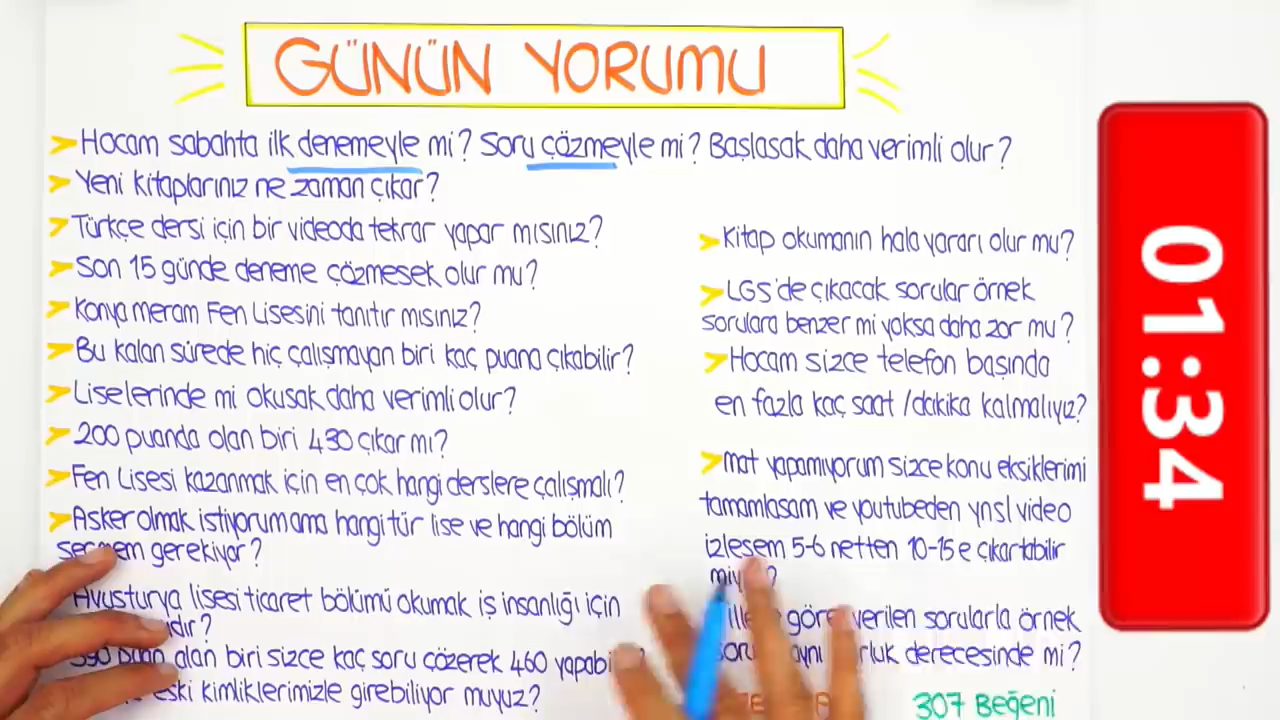 GÜNÜN YORUMU
Hocam sabahta ilk denemeyle mi? Soru çözmeyle mi? Başlasak daha verimli olur?
Yeni kitaplarınız ne zaman çıkar?
Türkçe dersi için bir videoda tekrar yapar mısınız?
Son 15 günde deneme çözmesek olur mu?
Konya meram Fen Lisesini tanıtır mısınız?
Bu kalan sürede hiç çalışmayan biri kaç puana çıkabilir?
Liselerinde mi okusak daha verimli olur?
200 puanda olan biri 430 çıkar mı?
Fen Lisesi kazanmak için en çok hangi derslere çalışmalı?
Asker olmak istiyorum ama hangi tür lise ve hangi bölüm
seçmem gerekiyor?
Avusturya lisesi ticaret bölümü okumak iş insanlığı için
puan alan biri sizce kaç soru çözerek 460
eski kimliklerimizle girebiliyor muyuz?
Kitap okumanın hala yararı olur mu?
LGS'de çıkacak sorular örnek
sorulara benzer mi yoksa daha zor mu?
Hocam sizce telefon başında
en fazla kaç saat /dakika kalmalıyız?
mat yapamıyorum sizce konu eksiklerimi
tamamlasam ve youtubeden ynsl video
izlesem 5-6 netten 10-15 e çıkartabilir
verilen sorularla örnek
derecesinde mi?
307 Beğeni
01:34